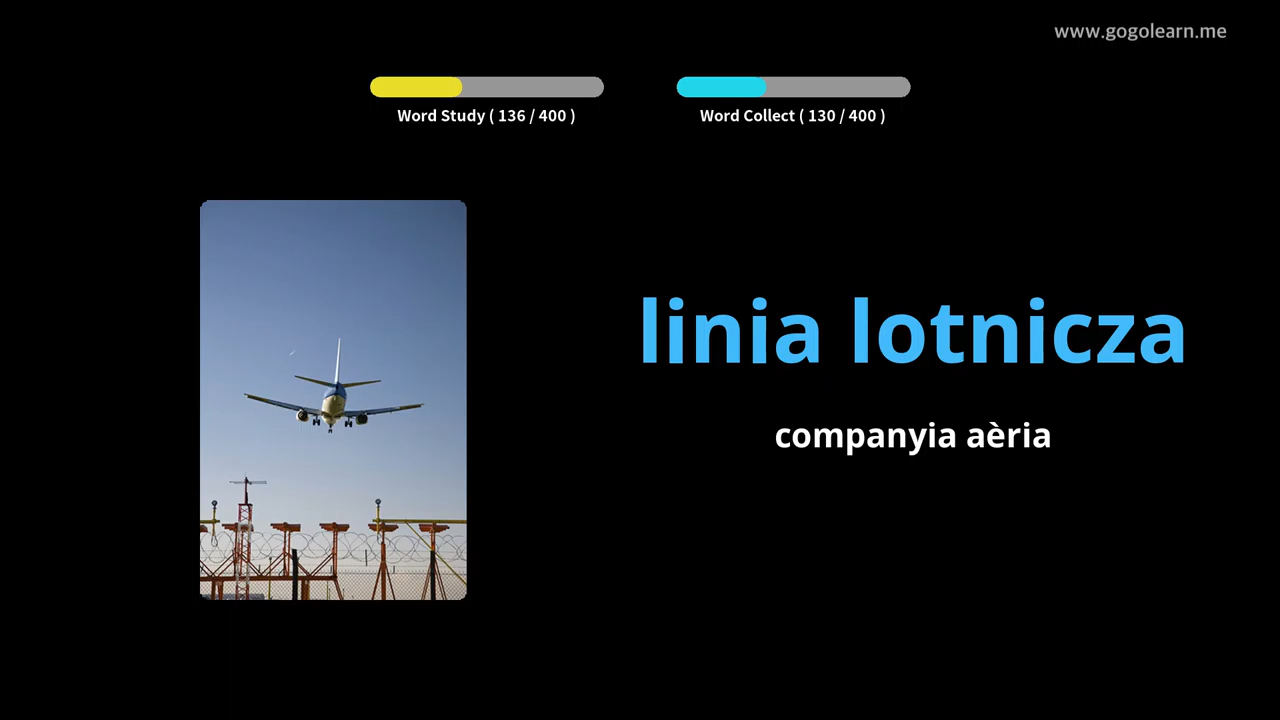 www.gogolearn.me
Word Study ( 136 / 400 )
Word Collect ( 130 / 400 )
linia lotnicza
companyia aèria